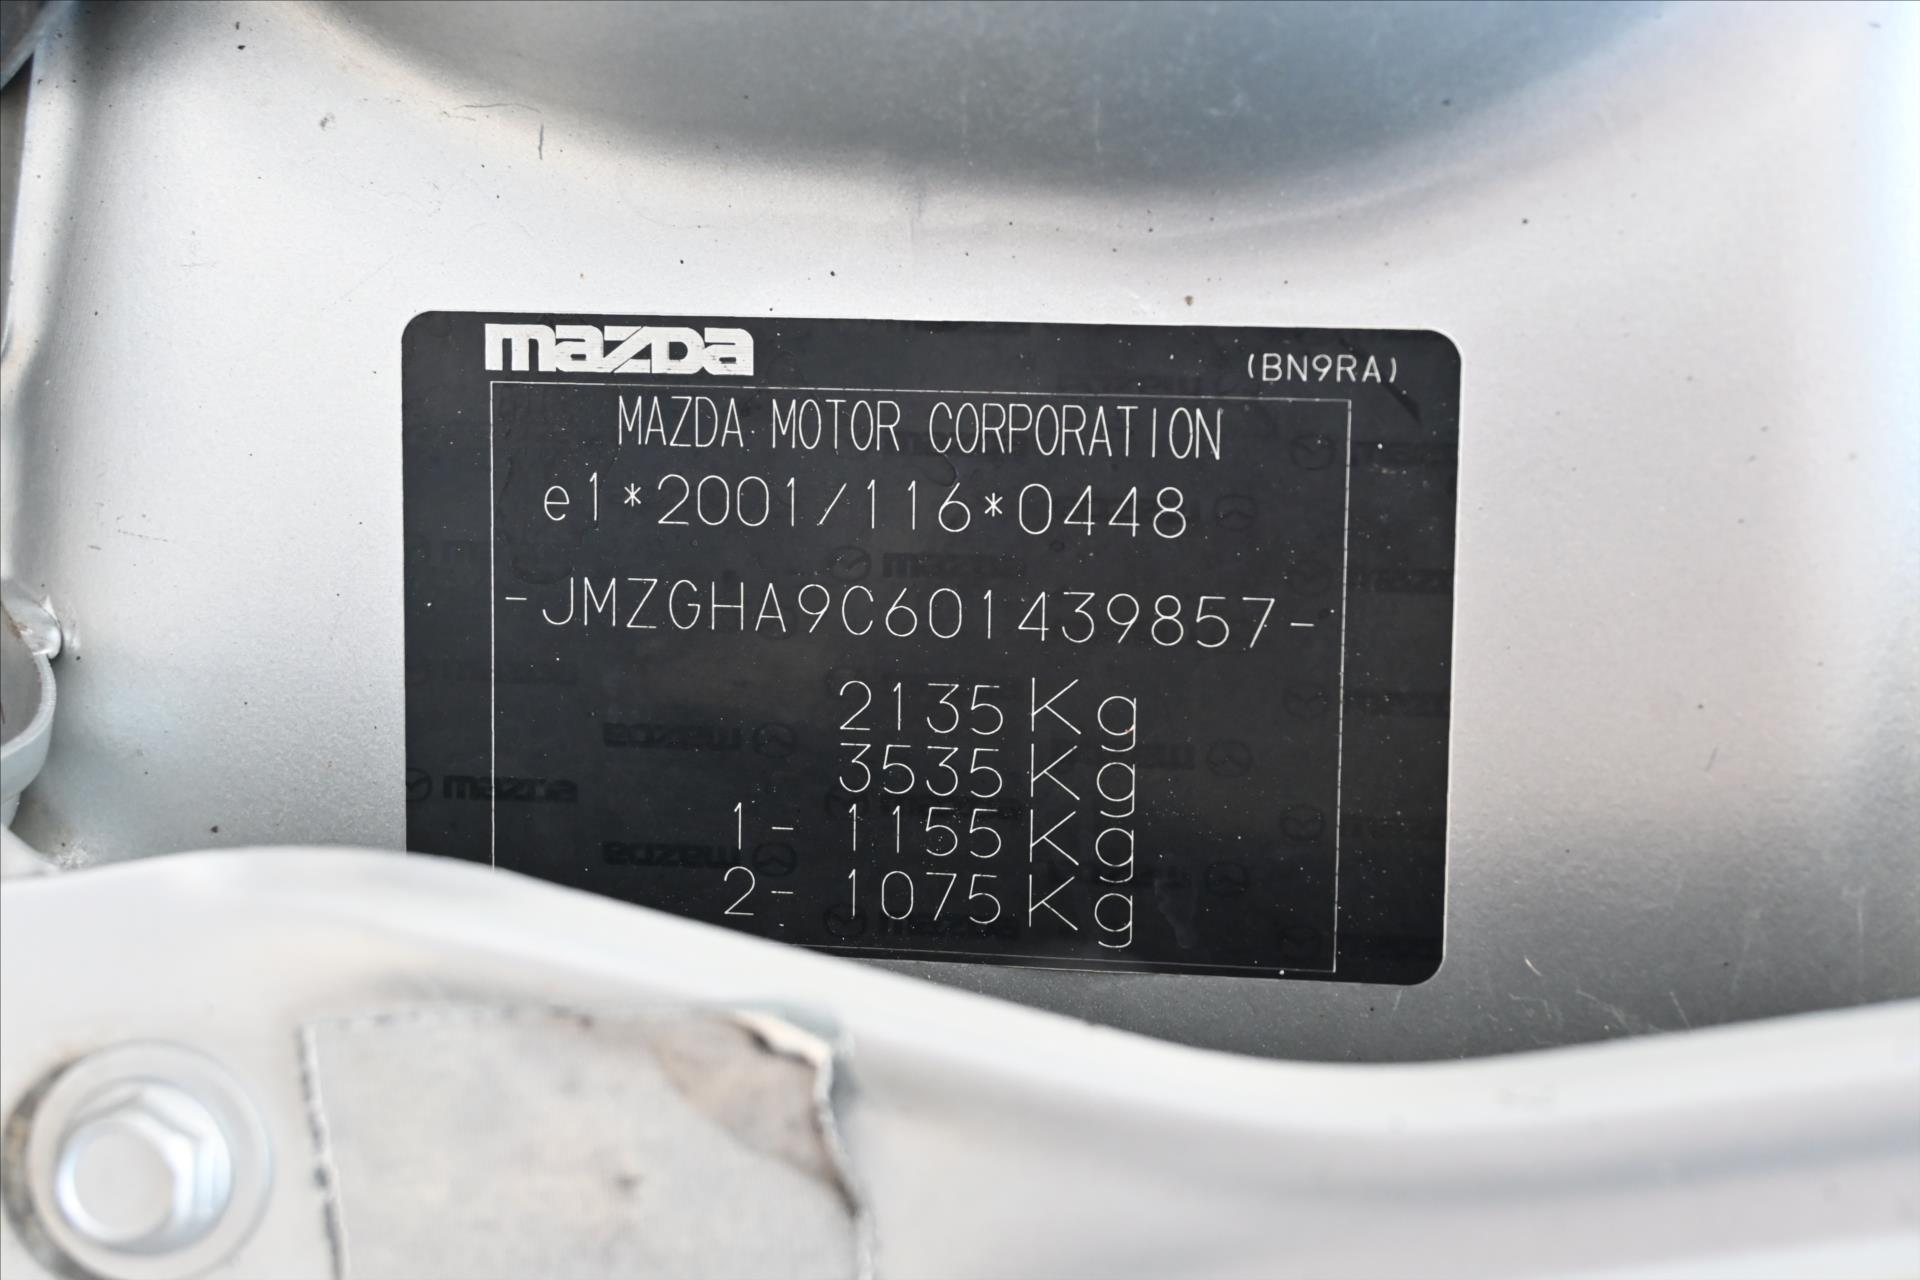 mazda (BN9RA)
MAZDA MOTOR CORPORATION
e1*2001/116*0448
-JMZGHA9C601439857-
2135Kg
3535Kg
1- 1155Kg
2- 1075Kg